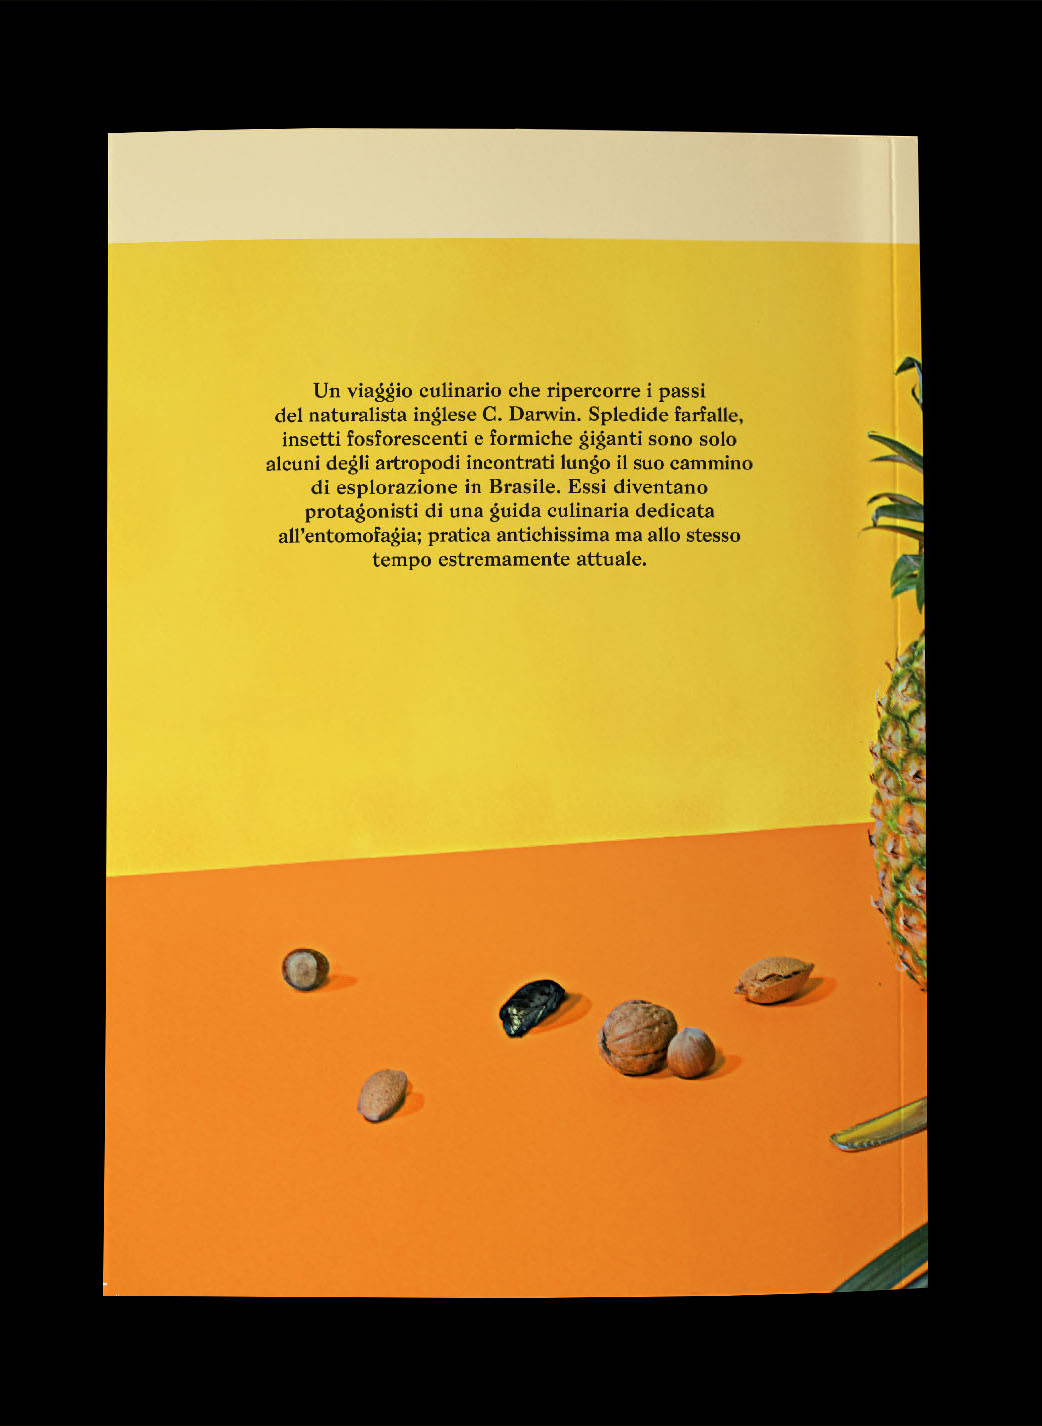 Un viaggio culinario che ripercorre i passi
del naturalista inglese C. Darwin. Spledide farfalle,
insetti fosforescenti e formiche giganti sono solo
alcuni degli artropodi incontrati lungo il suo cammino
di esplorazione in Brasile. Essi diventano
protagonisti di una guida culinaria dedicata
all'entomofagia; pratica antichissima ma allo stesso
tempo estremamente attuale.